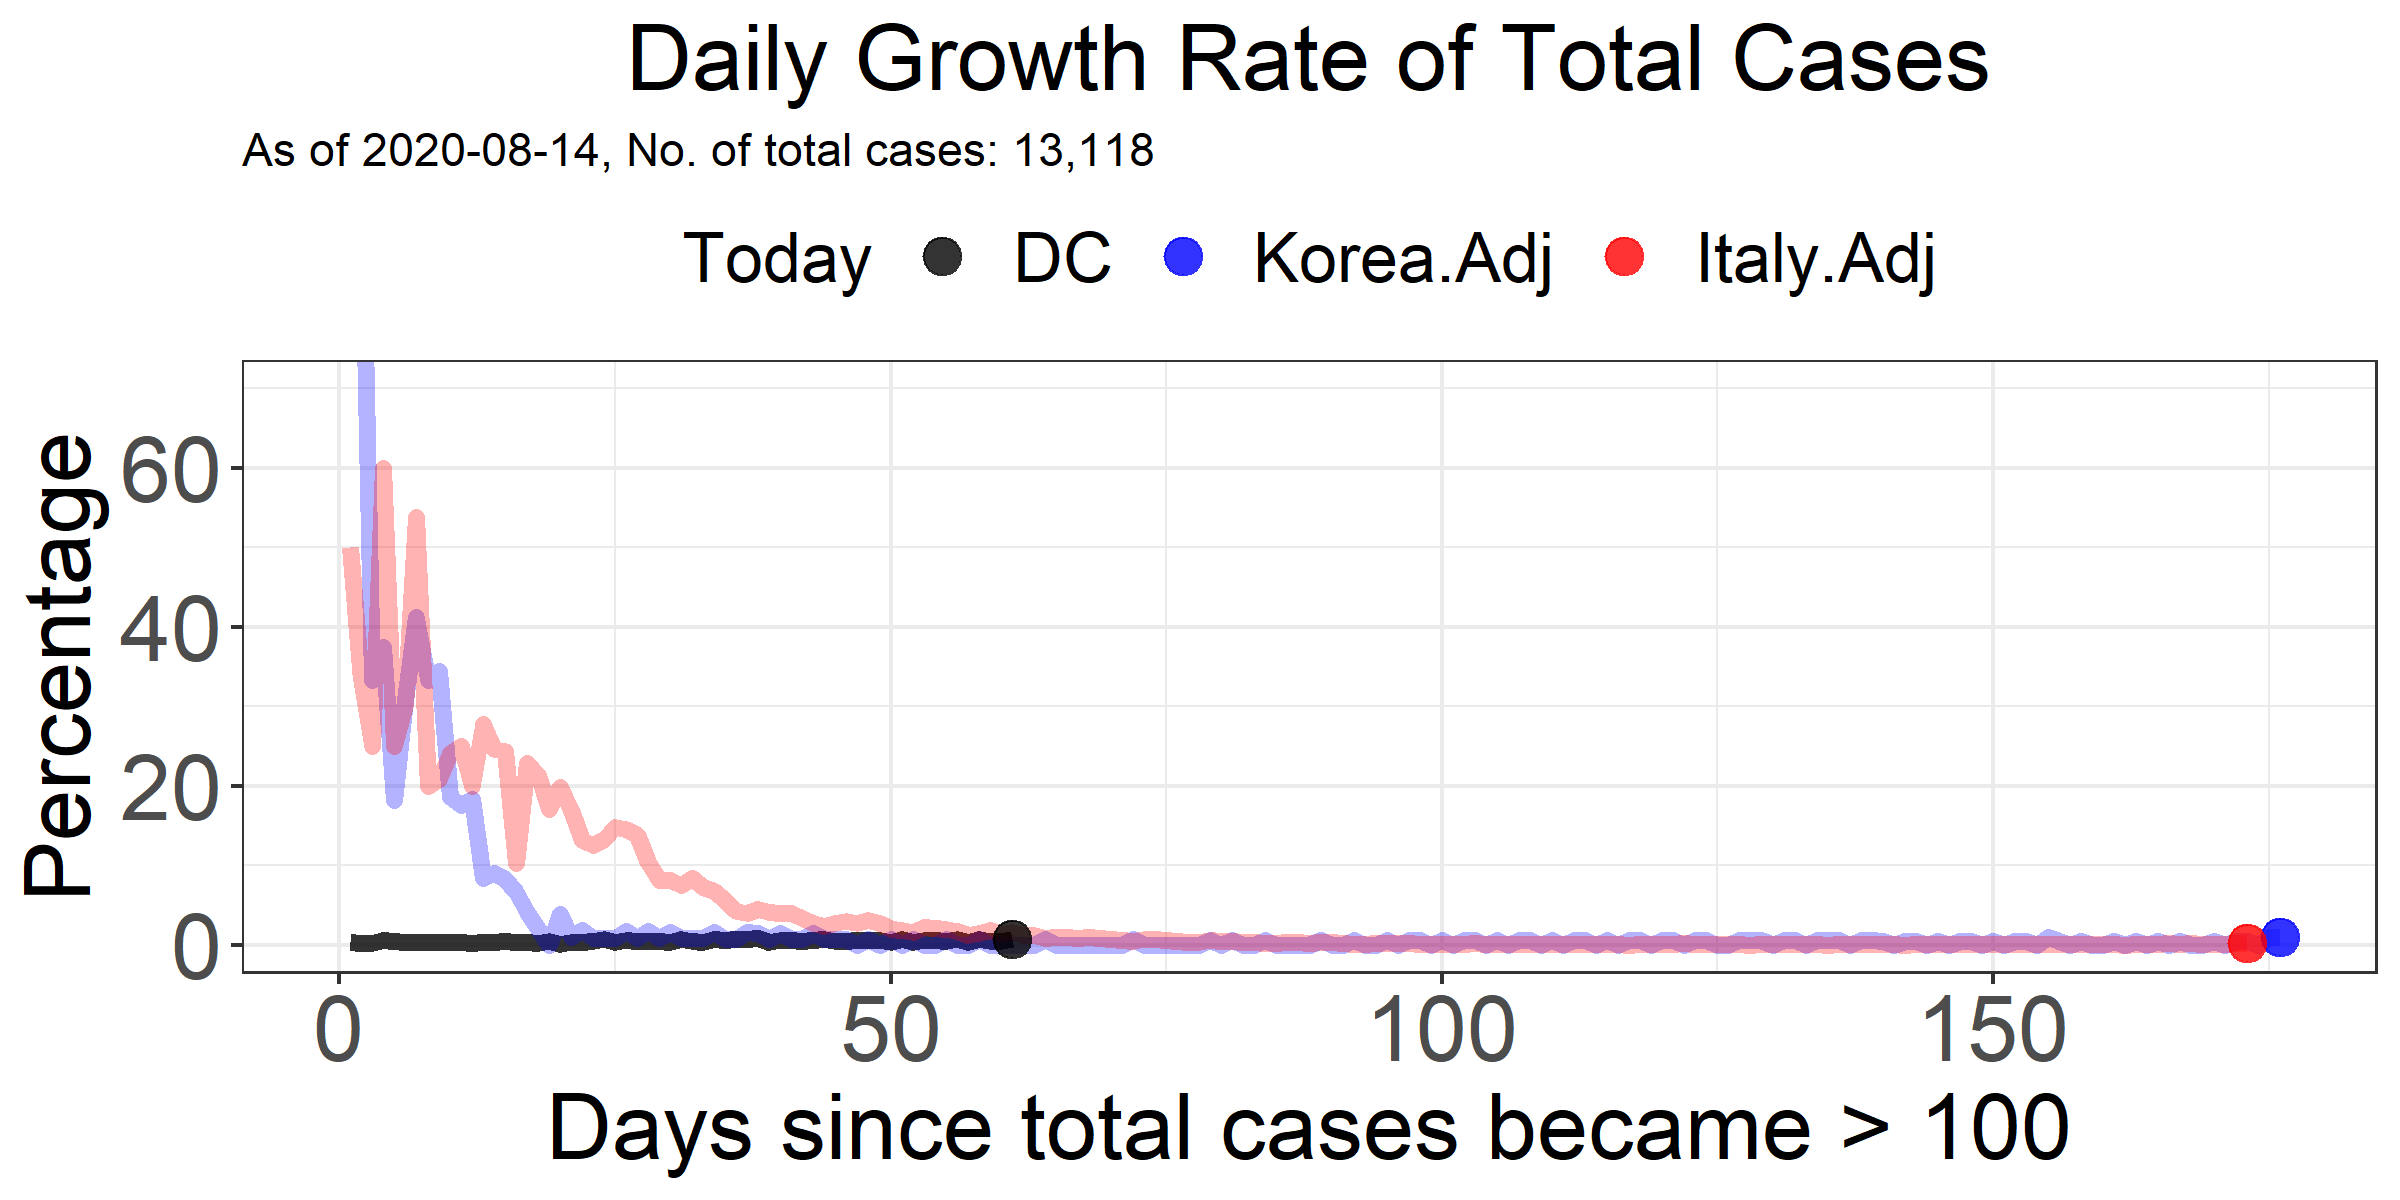 Daily Growth Rate of Total Cases
As of 2020-08-14, No. of total cases: 13,118
Today DC Korea.Adj Italy.Adj
Percentage
60
40
20
0
0 50 100 150
Days since total cases became > 100